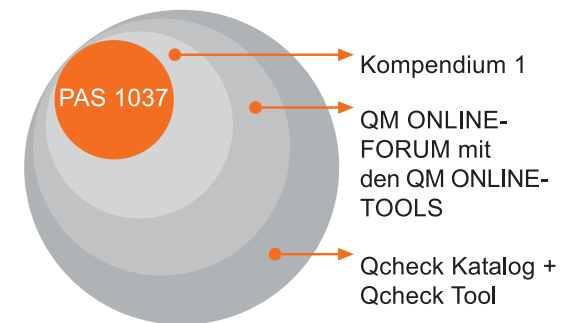 PAS 1037
Kompendium 1
QM ONLINE-
FORUM mit
den QM ONLINE-
TOOLS
Qcheck Katalog +
Qcheck Tool